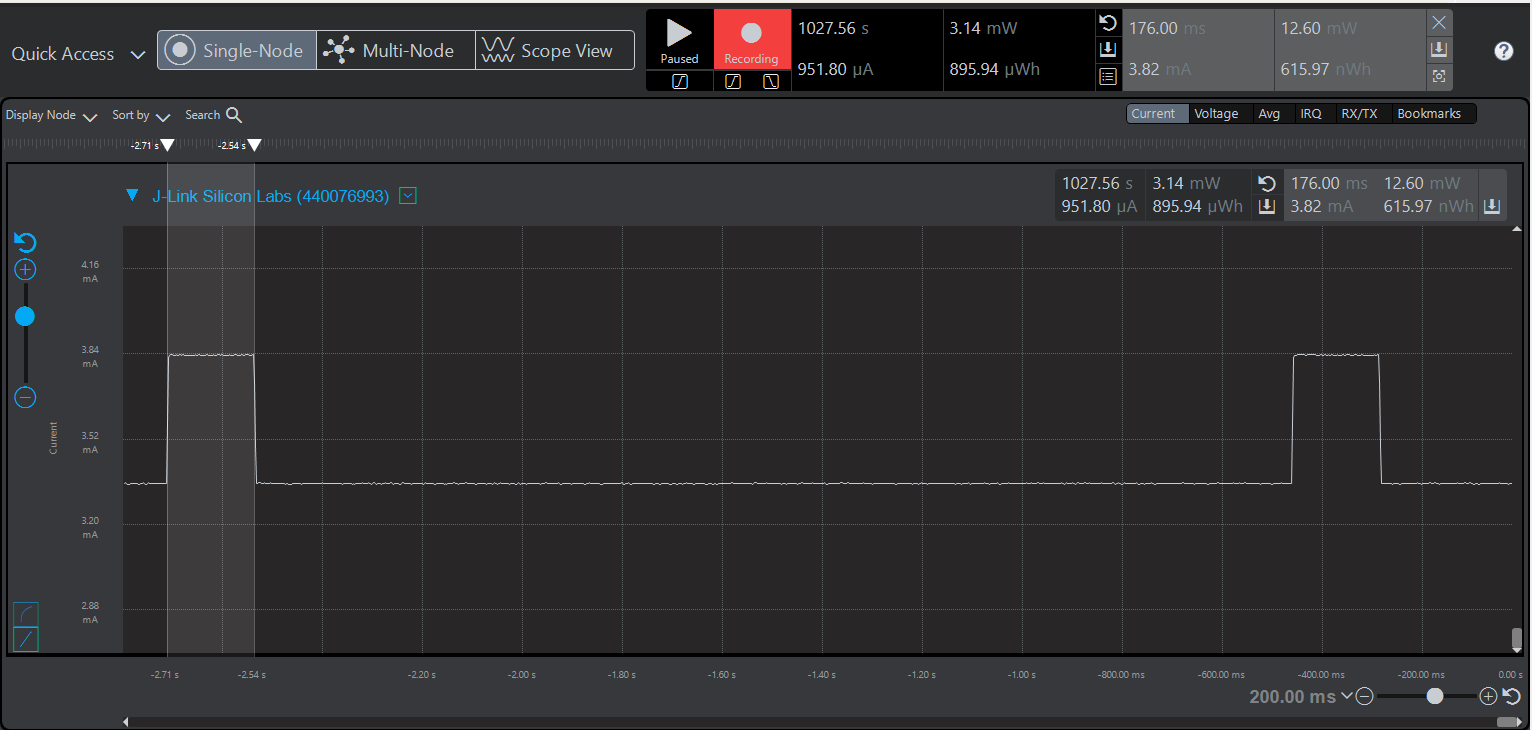 Quick Access
Single-Node
Multi-Node
Scope View
Paused
Recording
1027.56 s
3.14 mW
951.80 µA
895.94 µWh
176.00 ms
12.60 mW
3.82 mA
615.97 nWh
?
Display Node
Sort by
Search
Current
Voltage
Avg
IRQ
RX/TX
Bookmarks
-2.71 s
-2.54 s
J-Link Silicon Labs (440076993)
1027.56 s
3.14 mW
176.00 ms
12.60 mW
951.80 µA
895.94 µWh
3.82 mA
615.97 nWh
4.16
mA
3.84
mA
3.52
mA
Current
3.20
mA
2.88
mA
-2.71 s
-2.54 s
-2.20 s
-2.00 s
-1.80 s
-1.60 s
-1.40 s
-1.20 s
-1.00 s
-800.00 ms
-600.00 ms
-400.00 ms
-200.00 ms
0.00 s
200.00 ms